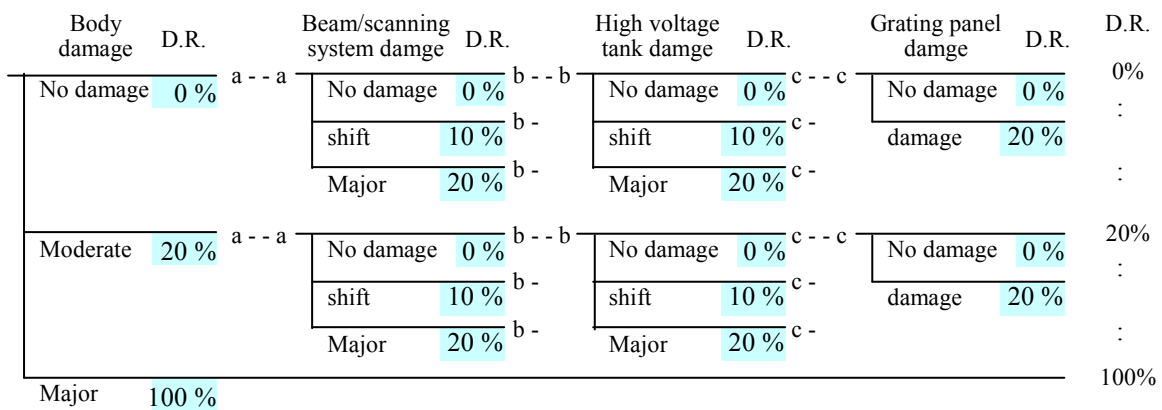 Body damage D.R. Beam/scanning system damge D.R. High voltage tank damge D.R. Grating panel damge D.R. D.R.
a - - a b - - b c - - c 0%
No damage 0 % No damage 0 % No damage 0 % No damage 0 % :
b - c -
shift 10 % shift 10 % damage 20 %
b - c -
Major 20 % Major 20 % :
a - - a b - - b c - - c 20%
Moderate 20 % No damage 0 % No damage 0 % No damage 0 % :
b - c -
shift 10 % shift 10 % damage 20 %
b - c -
Major 20 % Major 20 % :
100%
Major 100 %